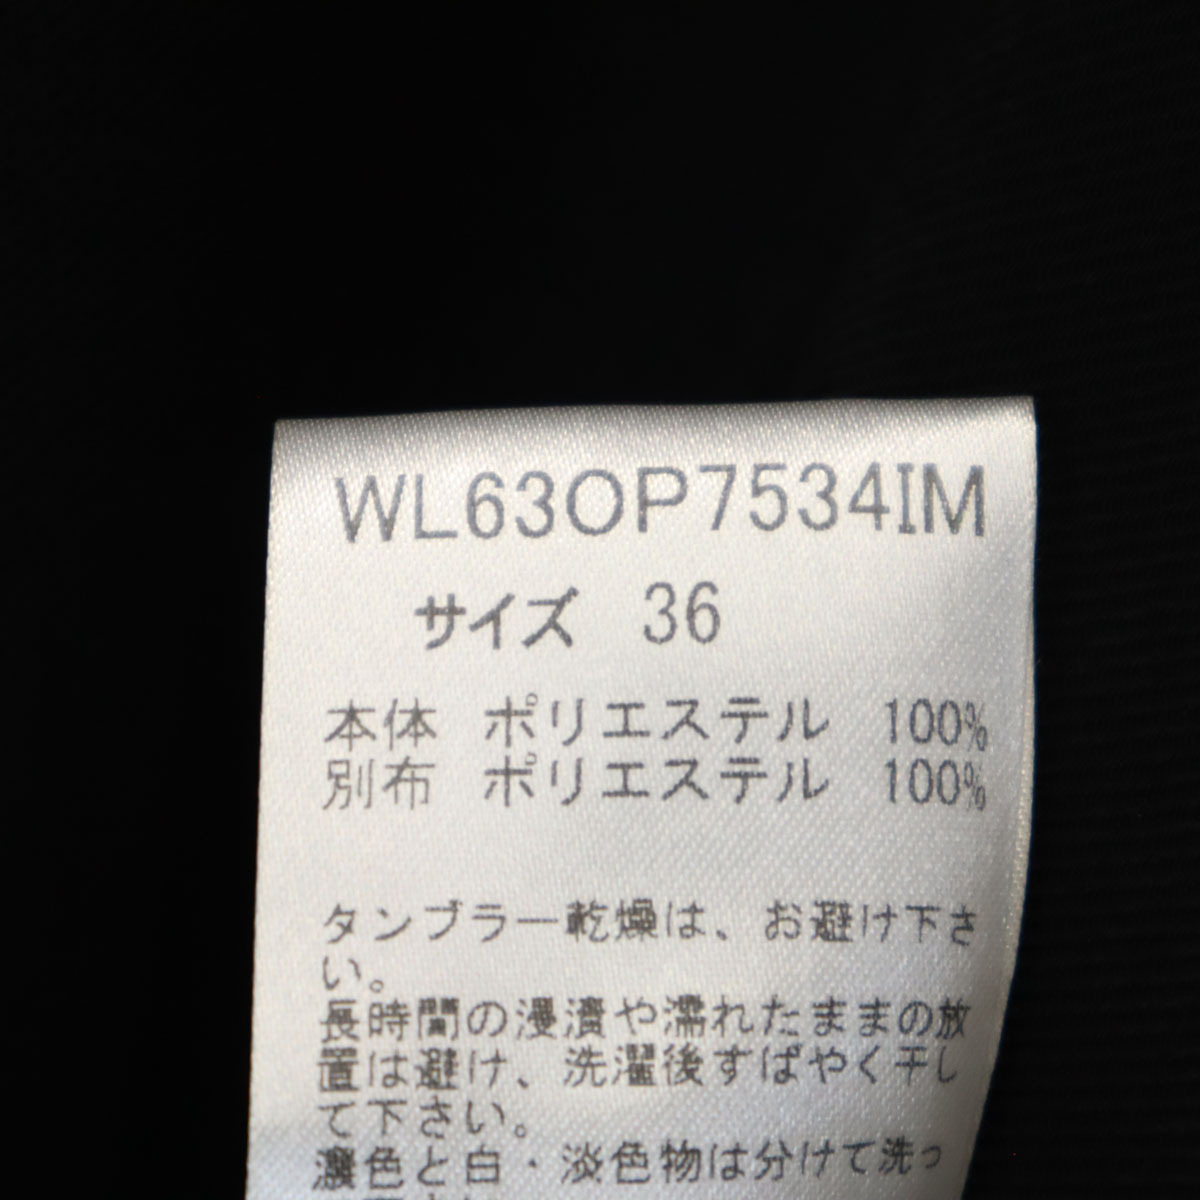 WL63OP7534IM
サイズ 36
本体 ポリエステル 100%
別布 ポリエステル 100%
タンブラー乾燥は、お避け下さ
い。
長時間の浸漬や濡れたままの放
置は避け、洗濯後すばやく干し
て下さい。
濃色と白・淡色物は分けて洗っ